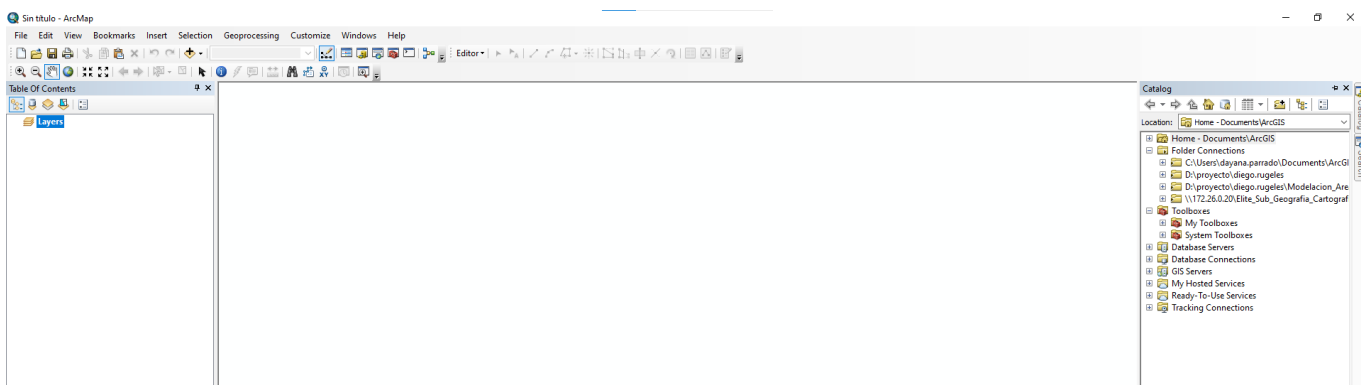 Sin título - ArcMap
File Edit View Bookmarks Insert Selection Geoprocessing Customize Windows Help
Editor
Table Of Contents
Layers
Catalog
Location: Home - Documents\ArcGIS
Home - Documents\ArcGIS
Folder Connections
C:\Users\dayana.parrado\Documents\ArcGI
D:\proyecto\diego.rugeles
D:\proyecto\diego.rugeles\Modelacion_Are
\\172.26.0.20\Elite_Sub_Geografia_Cartograf
Toolboxes
My Toolboxes
System Toolboxes
Database Servers
Database Connections
GIS Servers
My Hosted Services
Ready-To-Use Services
Tracking Connections
Catalog